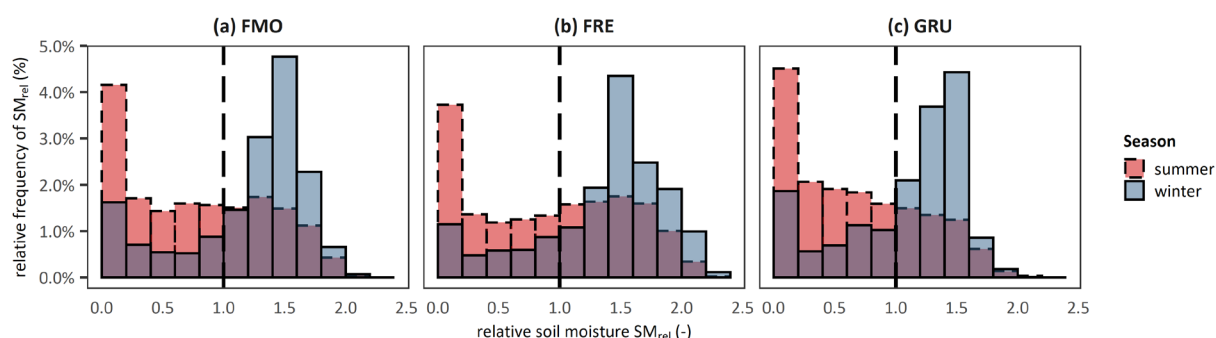 (a) FMO
(b) FRE
(c) GRU
relative frequency of SMrel (%)
5.0%
4.0%
3.0%
2.0%
1.0%
0.0%
0.0 0.5 1.0 1.5 2.0 2.5
0.0 0.5 1.0 1.5 2.0 2.5
0.0 0.5 1.0 1.5 2.0 2.5
relative soil moisture SMrel (-)
Season
summer
winter